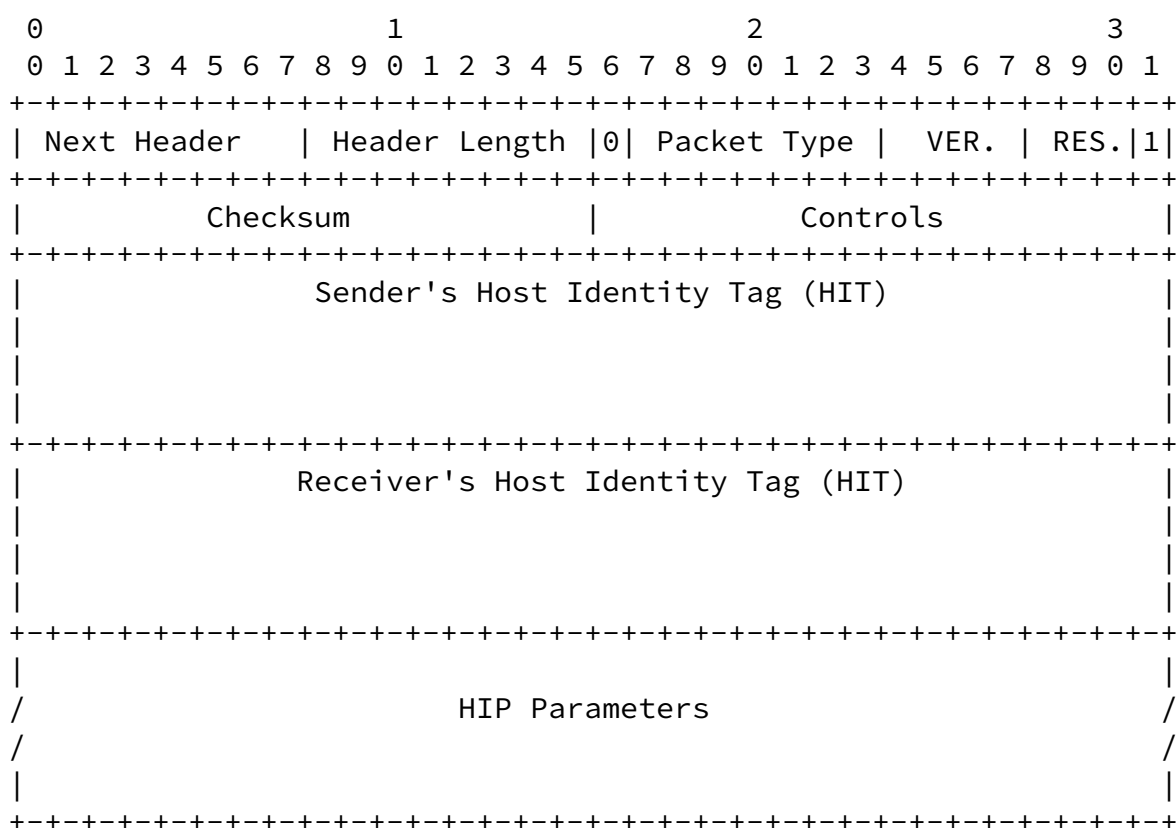 0                   1                   2                   3
 0 1 2 3 4 5 6 7 8 9 0 1 2 3 4 5 6 7 8 9 0 1 2 3 4 5 6 7 8 9 0 1
+-+-+-+-+-+-+-+-+-+-+-+-+-+-+-+-+-+-+-+-+-+-+-+-+-+-+-+-+-+-+-+-+
| Next Header   | Header Length |0| Packet Type |  VER. | RES.|1|
+-+-+-+-+-+-+-+-+-+-+-+-+-+-+-+-+-+-+-+-+-+-+-+-+-+-+-+-+-+-+-+-+
|          Checksum             |           Controls            |
+-+-+-+-+-+-+-+-+-+-+-+-+-+-+-+-+-+-+-+-+-+-+-+-+-+-+-+-+-+-+-+-+
|                Sender's Host Identity Tag (HIT)               |
|                                                               |
|                                                               |
|                                                               |
+-+-+-+-+-+-+-+-+-+-+-+-+-+-+-+-+-+-+-+-+-+-+-+-+-+-+-+-+-+-+-+-+
|               Receiver's Host Identity Tag (HIT)              |
|                                                               |
|                                                               |
|                                                               |
+-+-+-+-+-+-+-+-+-+-+-+-+-+-+-+-+-+-+-+-+-+-+-+-+-+-+-+-+-+-+-+-+
|                                                               |
/                        HIP Parameters                         /
/                                                               /
|                                                               |
+-+-+-+-+-+-+-+-+-+-+-+-+-+-+-+-+-+-+-+-+-+-+-+-+-+-+-+-+-+-+-+-+